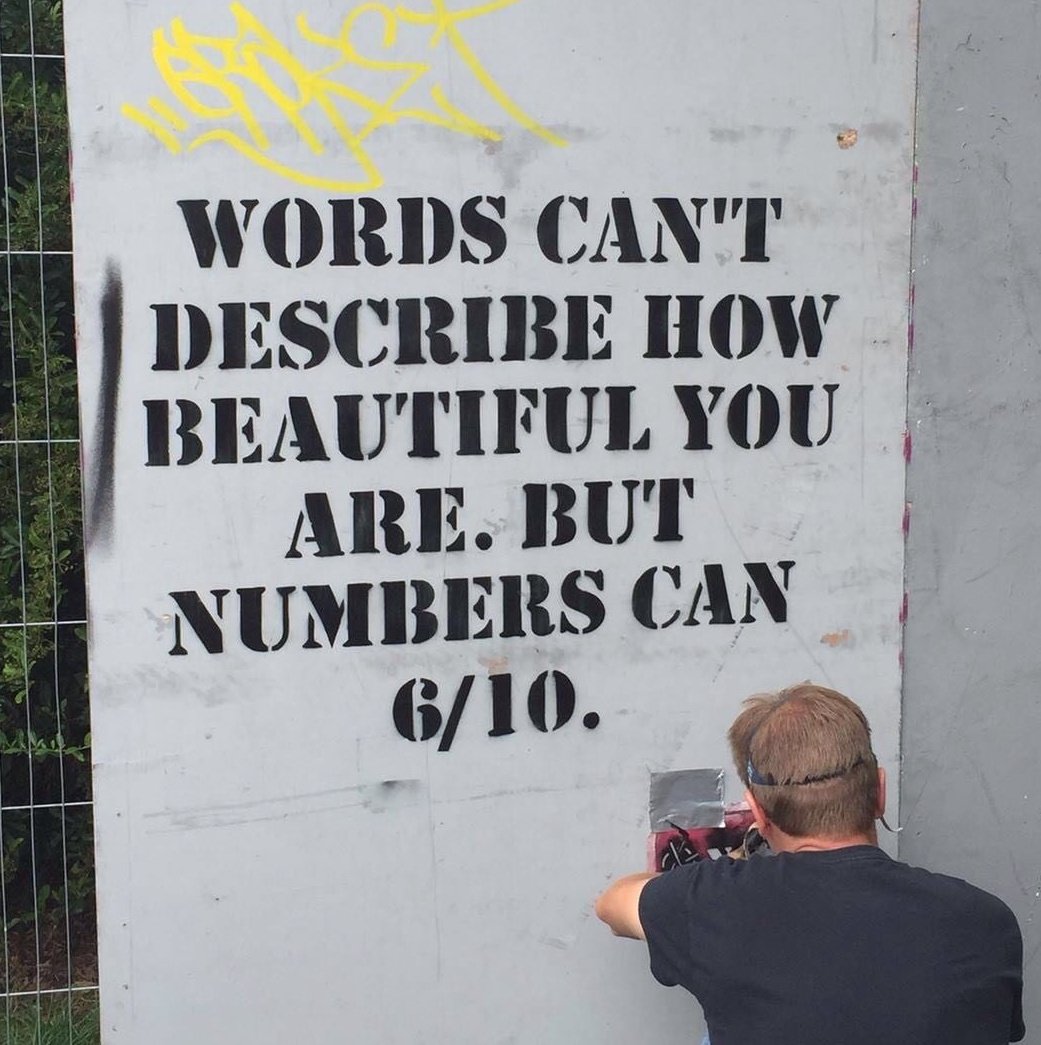 WORDS CAN'T
DESCRIBE HOW
BEAUTIFUL YOU
ARE. BUT
NUMBERS CAN
6/10.